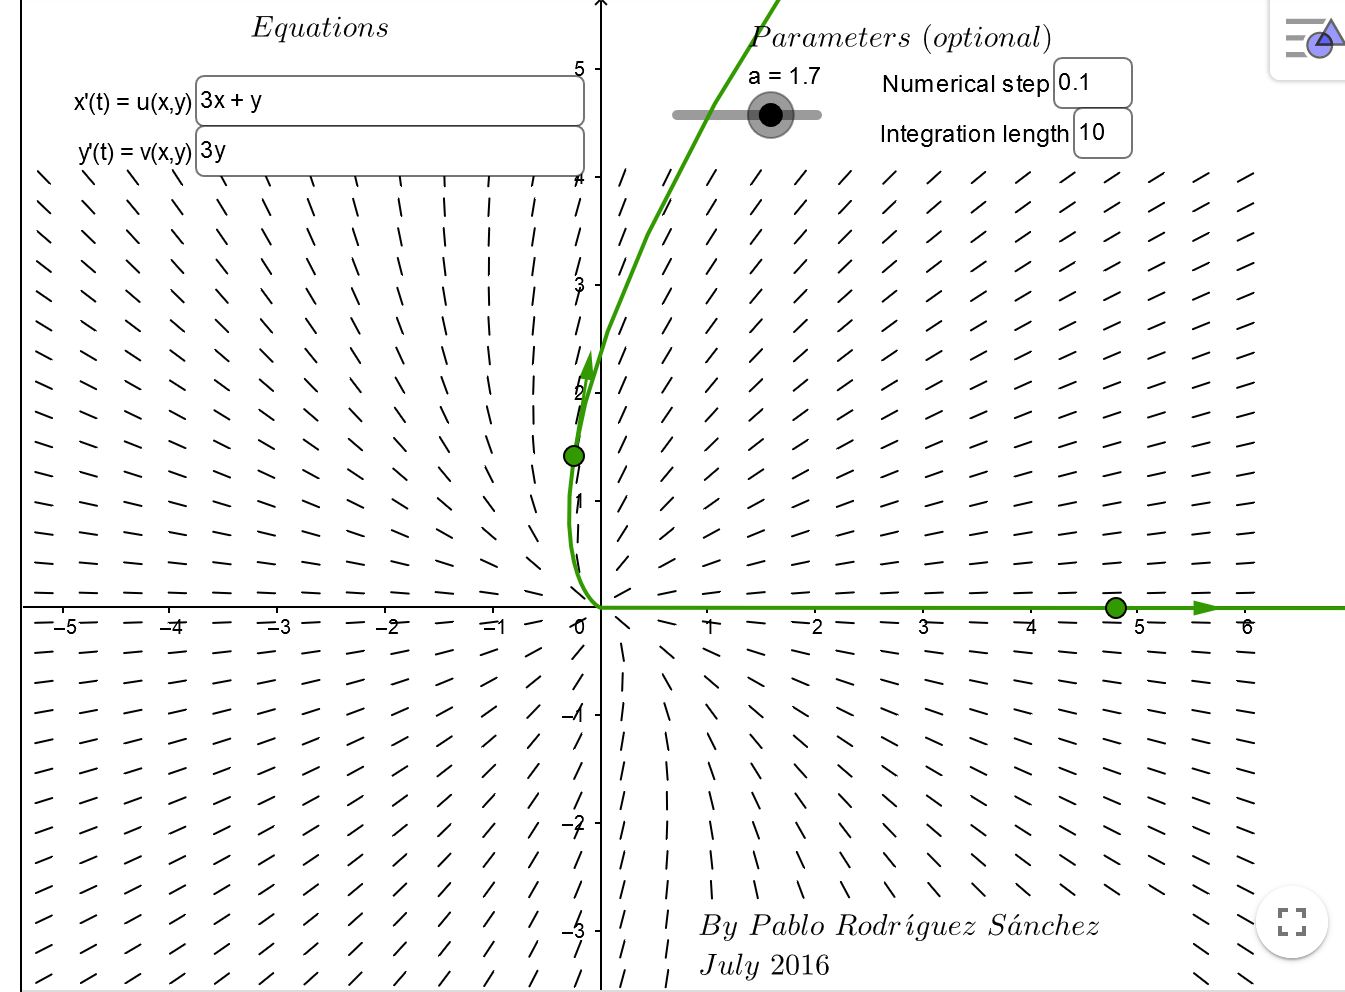 Equations
Parameters (optional)
x'(t) = u(x,y) 3x + y
y'(t) = v(x,y) 3y
a = 1.7
Numerical step 0.1
Integration length 10
5
4
3
2
1
–5 –4 –3 –2 –1 0 1 2 3 4 5 6
–1
–2
–3
By Pablo Rodríguez Sánchez
July 2016